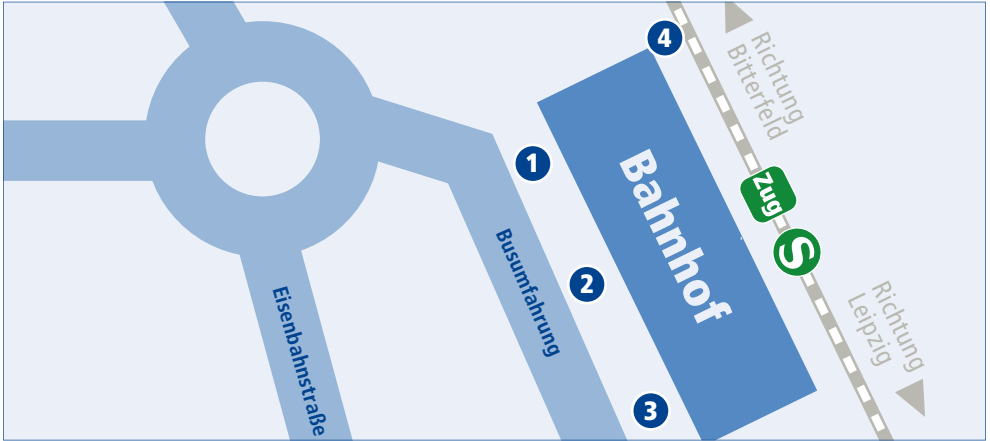 4
Richtung
Bitterfeld
1
Bahnhof
Zug
S
Busumfahrung
2
Eisenbahnstraße
Richtung
Leipzig
3